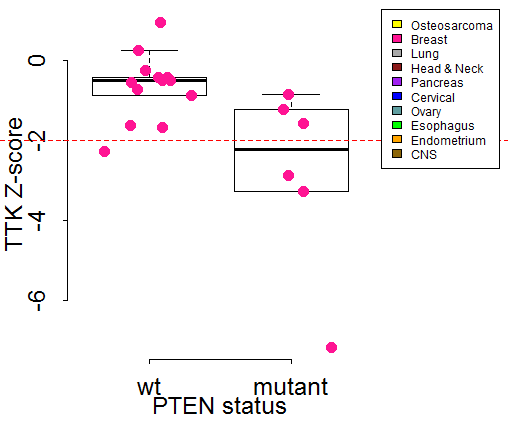 0
-2
-4
-6
TTK Z-score
wt
mutant
PTEN status
Osteosarcoma
Breast
Lung
Head & Neck
Pancreas
Cervical
Ovary
Esophagus
Endometrium
CNS